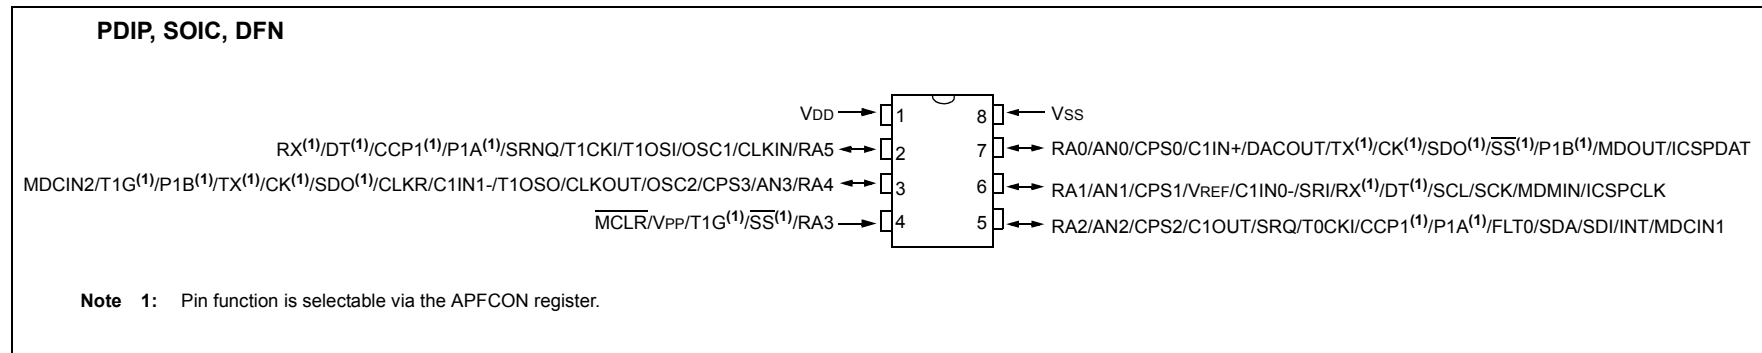 PDIP, SOIC, DFN
VDD 1 8 VSS
RX(1)/DT(1)/CCP1(1)/P1A(1)/SRNQ/T1CKI/T1OSI/OSC1/CLKIN/RA5 2 7 RA0/AN0/CPS0/C1IN+/DACOUT/TX(1)/CK(1)/SDO(1)/SS(1)/P1B(1)/MDOUT/ICSPDAT
MDCIN2/T1G(1)/P1B(1)/TX(1)/CK(1)/SDO(1)/CLKR/C1IN1-/T1OSO/CLKOUT/OSC2/CPS3/AN3/RA4 3 6 RA1/AN1/CPS1/VREF/C1IN0-/SRI/RX(1)/DT(1)/SCL/SCK/MDMIN/ICSPCLK
MCLR/VPP/T1G(1)/SS(1)/RA3 4 5 RA2/AN2/CPS2/C1OUT/SRQ/T0CKI/CCP1(1)/P1A(1)/FLT0/SDA/SDI/INT/MDCIN1
Note 1: Pin function is selectable via the APFCON register.